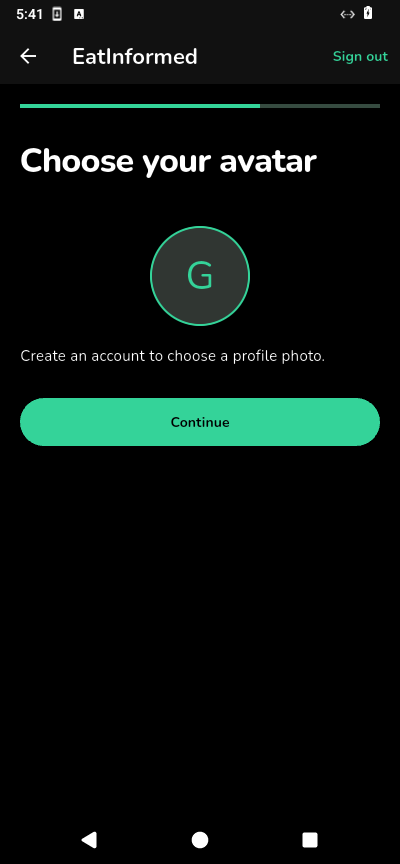 5:41
EatInformed
Sign out
Choose your avatar
G
Create an account to choose a profile photo.
Continue